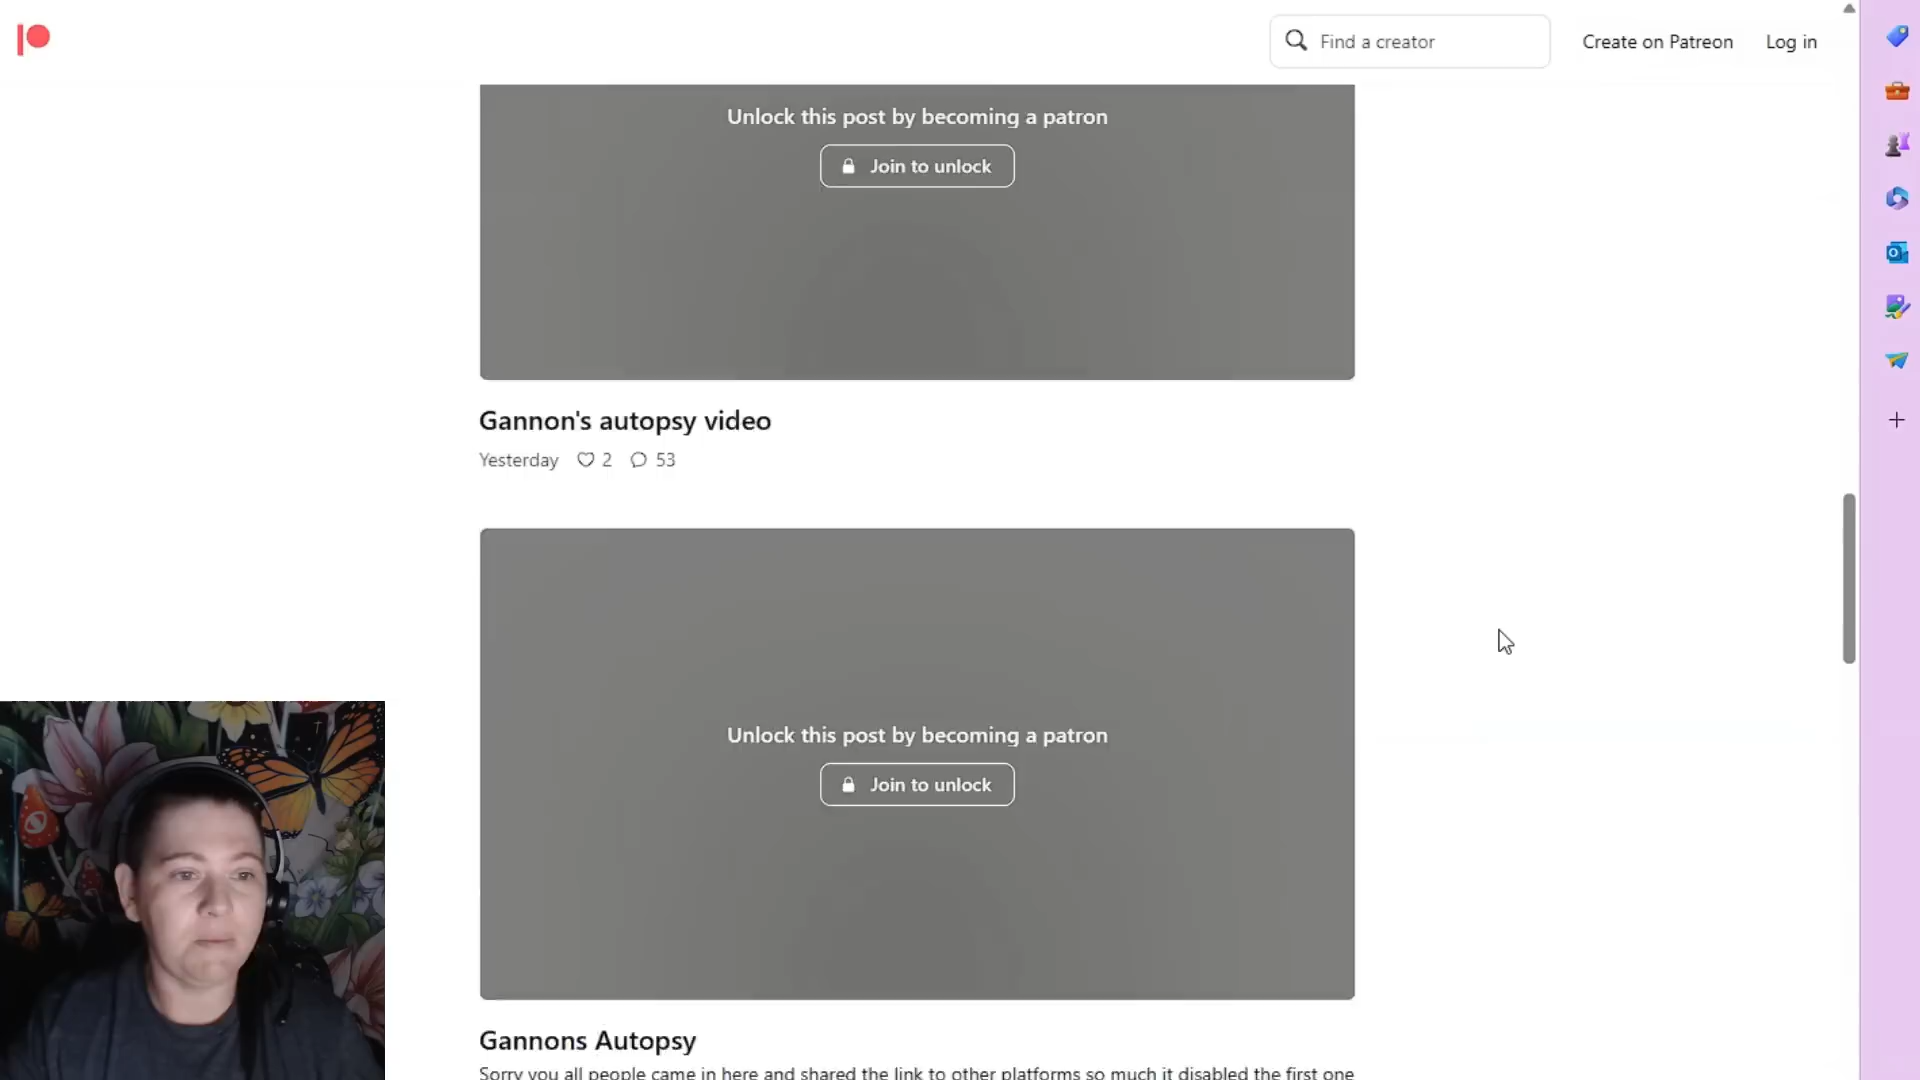 Find a creator
Create on Patreon
Log in
Unlock this post by becoming a patron
Join to unlock
Gannon's autopsy video
Yesterday 2 53
Unlock this post by becoming a patron
Join to unlock
Gannons Autopsy
Sorry you all people came in here and shared the link to other platforms so much it disabled the first one